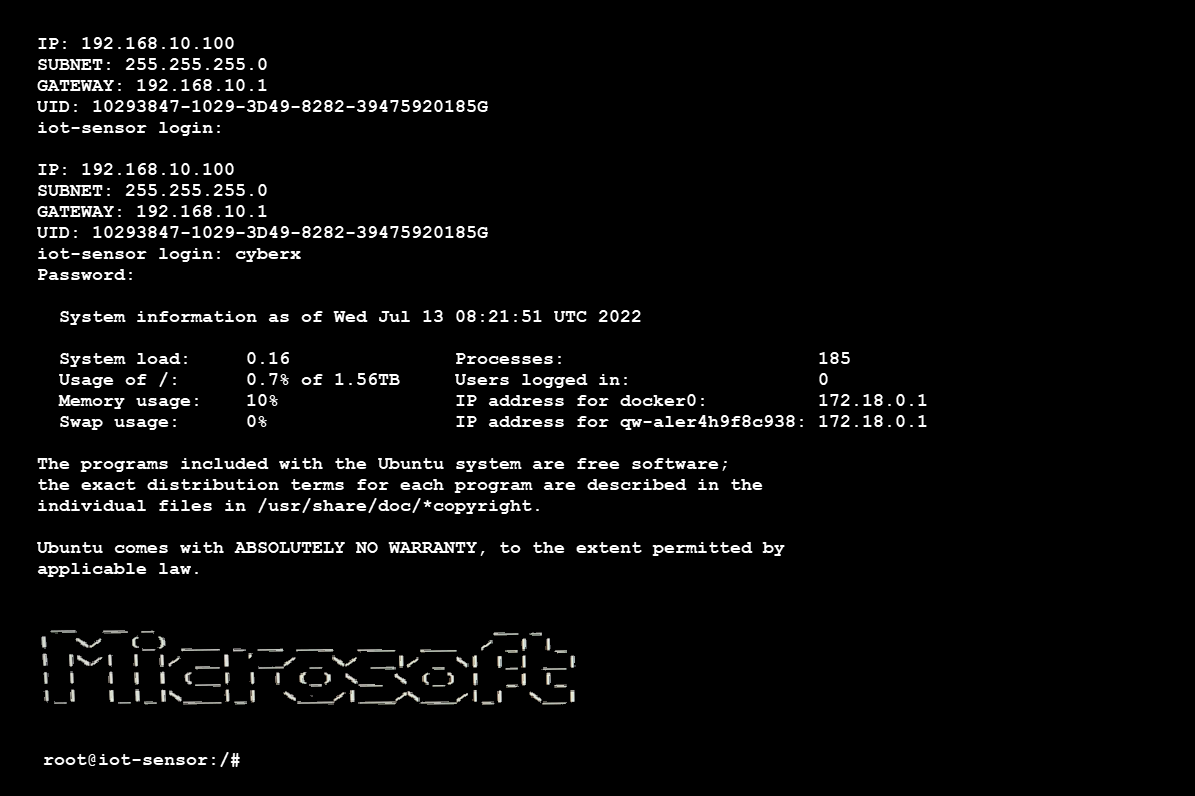 IP: 192.168.10.100
SUBNET: 255.255.255.0
GATEWAY: 192.168.10.1
UID: 10293847-1029-3D49-8282-39475920185G
iot-sensor login:
IP: 192.168.10.100
SUBNET: 255.255.255.0
GATEWAY: 192.168.10.1
UID: 10293847-1029-3D49-8282-39475920185G
iot-sensor login: cyberx
Password:
System information as of Wed Jul 13 08:21:51 UTC 2022
System load: 0.16 Processes: 185
Usage of /: 0.7% of 1.56TB Users logged in: 0
Memory usage: 10% IP address for docker0: 172.18.0.1
Swap usage: 0% IP address for qw-aler4h9f8c938: 172.18.0.1
The programs included with the Ubuntu system are free software;
the exact distribution terms for each program are described in the
individual files in /usr/share/doc/*copyright.
Ubuntu comes with ABSOLUTELY NO WARRANTY, to the extent permitted by
applicable law.
Microsoft
root@iot-sensor:/#